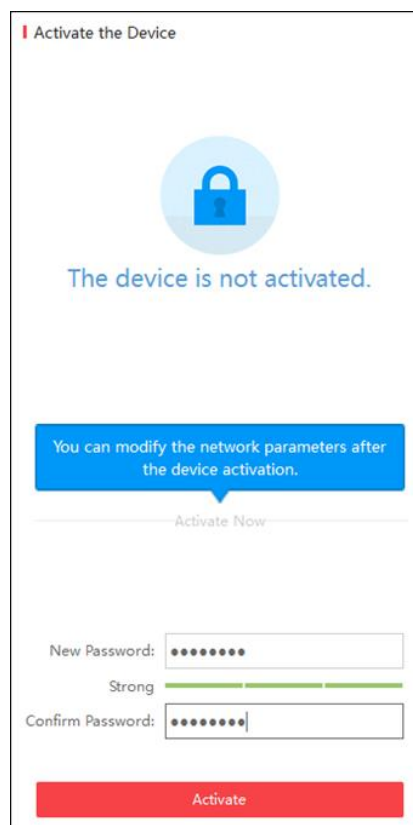 Activate the Device
The device is not activated.
You can modify the network parameters after
the device activation.
Activate Now
New Password: ●●●●●●●●
Strong
Confirm Password: ●●●●●●●●
Activate